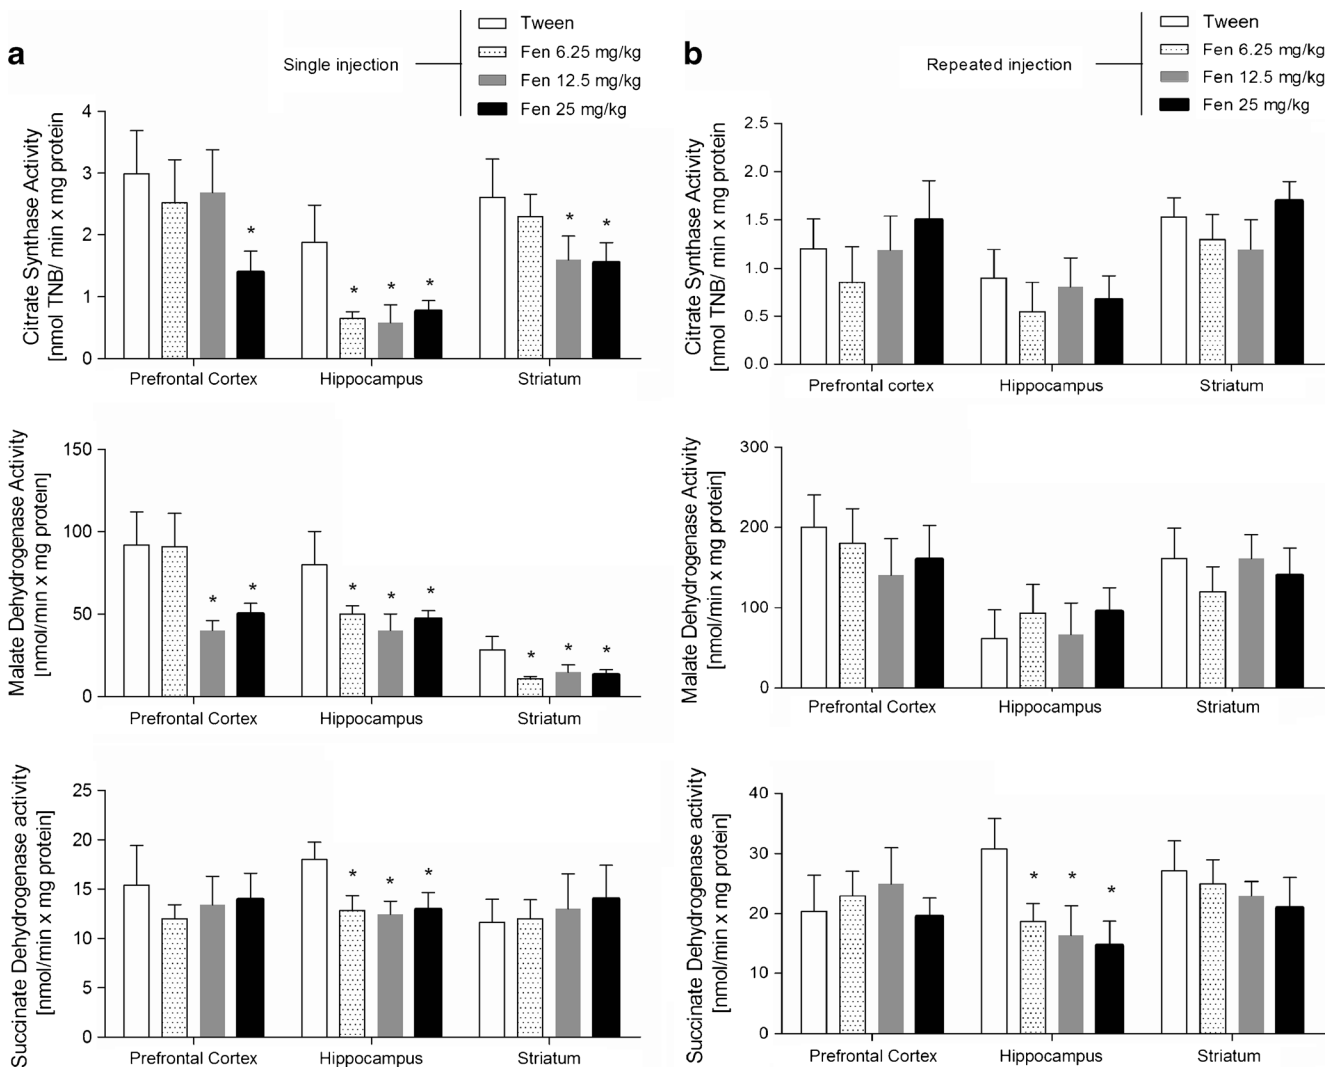 a
Single injection
Tween
Fen 6.25 mg/kg
Fen 12.5 mg/kg
Fen 25 mg/kg
Citrate Synthase Activity
[nmol TNB/ min x mg protein
4
3
2
1
0
*
*
*
*
*
*
Prefrontal Cortex
Hippocampus
Striatum
Malate Dehydrogenase Activity
[nmol/min x mg protein]
150
100
50
0
*
*
*
*
*
*
*
*
Prefrontal Cortex
Hippocampus
Striatum
Succinate Dehydrogenase activity
[nmol/min x mg protein]
25
20
15
10
5
0
*
*
*
Prefrontal Cortex
Hippocampus
Striatum
b
Repeated injection
Tween
Fen 6.25 mg/kg
Fen 12.5 mg/kg
Fen 25 mg/kg
Citrate Synthase Activity
[nmol TNB/ min x mg protein
2.5
2.0
1.5
1.0
0.5
0.0
Prefrontal cortex
Hippocampus
Striatum
Malate Dehydrogenase Activity
[nmol/min x mg protein]
300
200
100
0
Prefrontal Cortex
Hippocampus
Striatum
Succinate Dehydrogenase activity
[nmol/min x mg protein]
40
30
20
10
0
*
*
*
Prefrontal Cortex
Hippocampus
Striatum